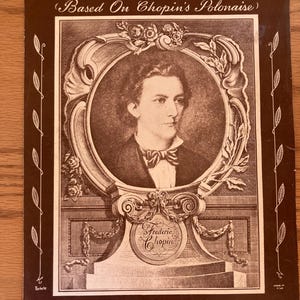 (Based On Chopin's Polonaise)
Frederic
Chopin